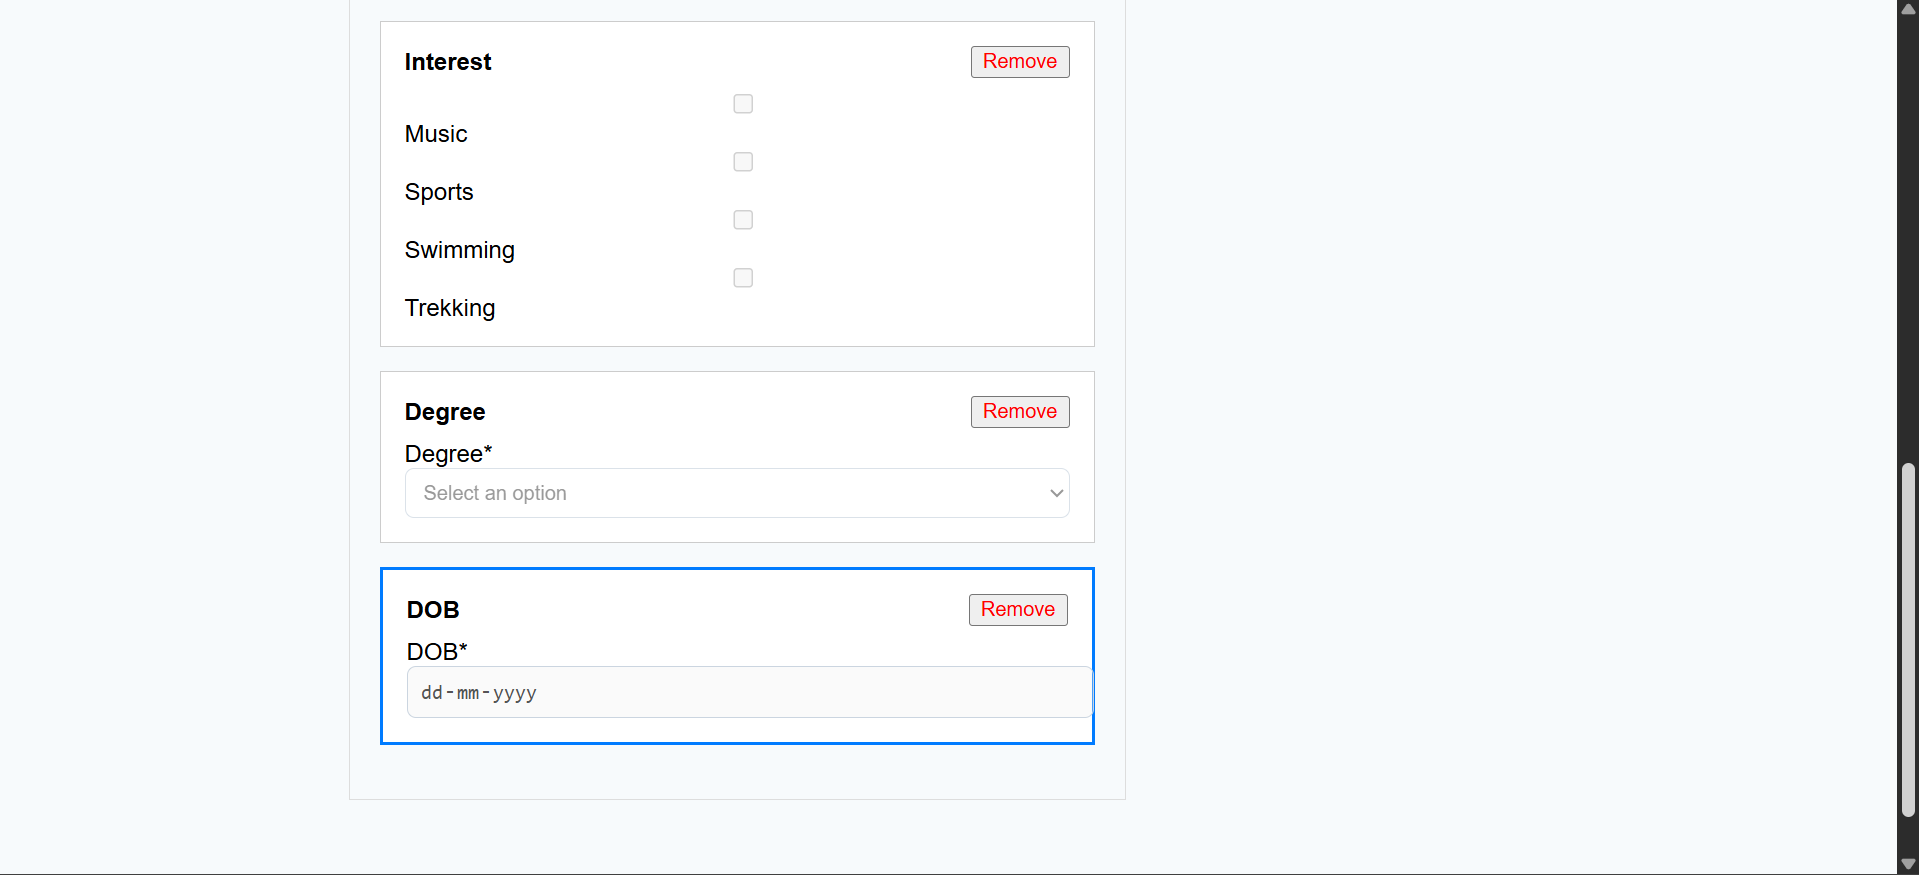 Interest Remove
Music
Sports
Swimming
Trekking
Degree Remove
Degree*
Select an option
DOB Remove
DOB*
dd-mm-yyyy